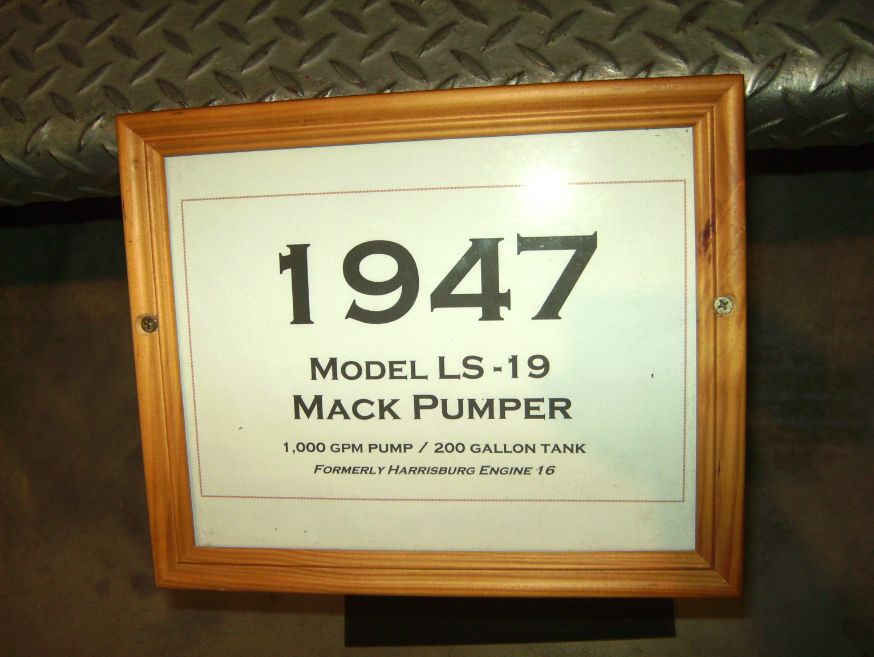 1947
Model LS -19
Mack Pumper
1,000 GPM PUMP / 200 GALLON TANK
Formerly Harrisburg Engine 16